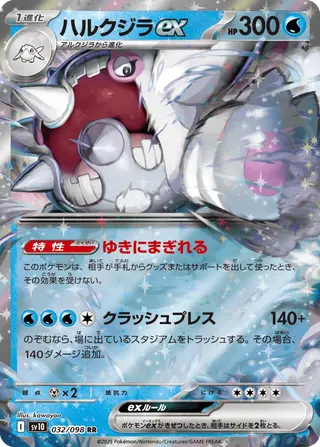 1進化
ハルクジラex
HP300
アルクジラから進化
特性 とくせい
ゆきにまぎれる
このポケモンは、相手が手札からグッズまたはサポートを出して使ったとき、
その効果を受けない。
クラッシュプレス 140+
のぞむなら、場に出ているスタジアムをトラッシュする。その場合、
140ダメージ追加。
弱点 ×2 抵抗力 にげる
Illus. kawayoo
I sv10 032/098 RR
exルール
ポケモンexがきぜつしたとき、相手はサイドを2枚とる。
©2025 Pokémon/Nintendo/Creatures/GAME FREAK.